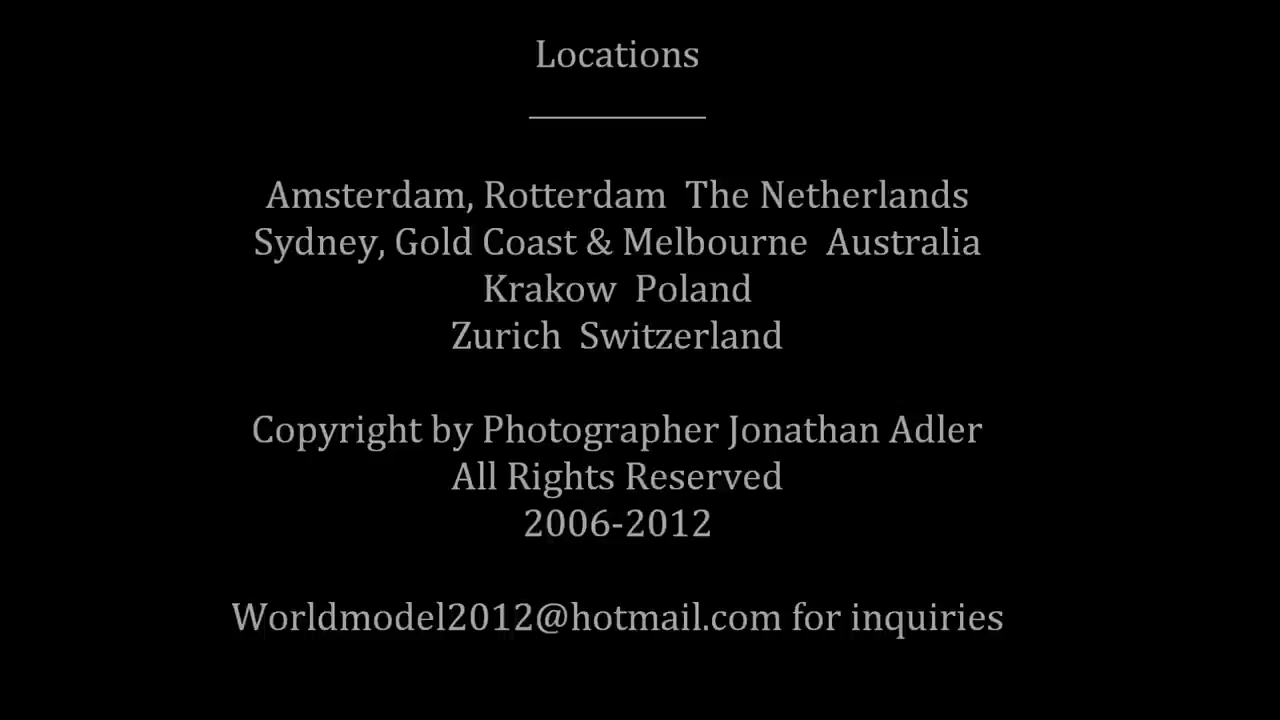 Locations
Amsterdam, Rotterdam The Netherlands
Sydney, Gold Coast & Melbourne Australia
Krakow Poland
Zurich Switzerland
Copyright by Photographer Jonathan Adler
All Rights Reserved
2006-2012
Worldmodel2012@hotmail.com for inquiries